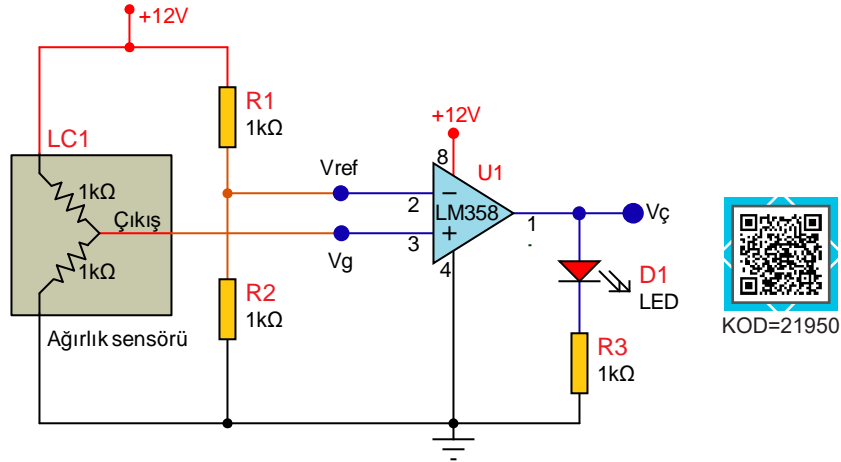 +12V
R1
1kΩ
+12V
LC1
8
U1
Vref
1kΩ
2
−
LM358
Çıkış
1
Vç
+
3
Vg
1kΩ
4
D1
LED
R2
1kΩ
Ağırlık sensörü
R3
1kΩ
KOD=21950